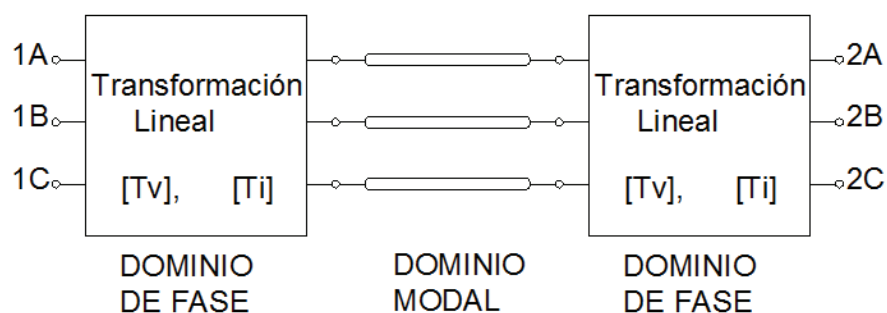 1A
1B
1C
Transformación
Lineal
[Tv], [Ti]
Transformación
Lineal
[Tv], [Ti]
2A
2B
2C
DOMINIO
DE FASE
DOMINIO
MODAL
DOMINIO
DE FASE